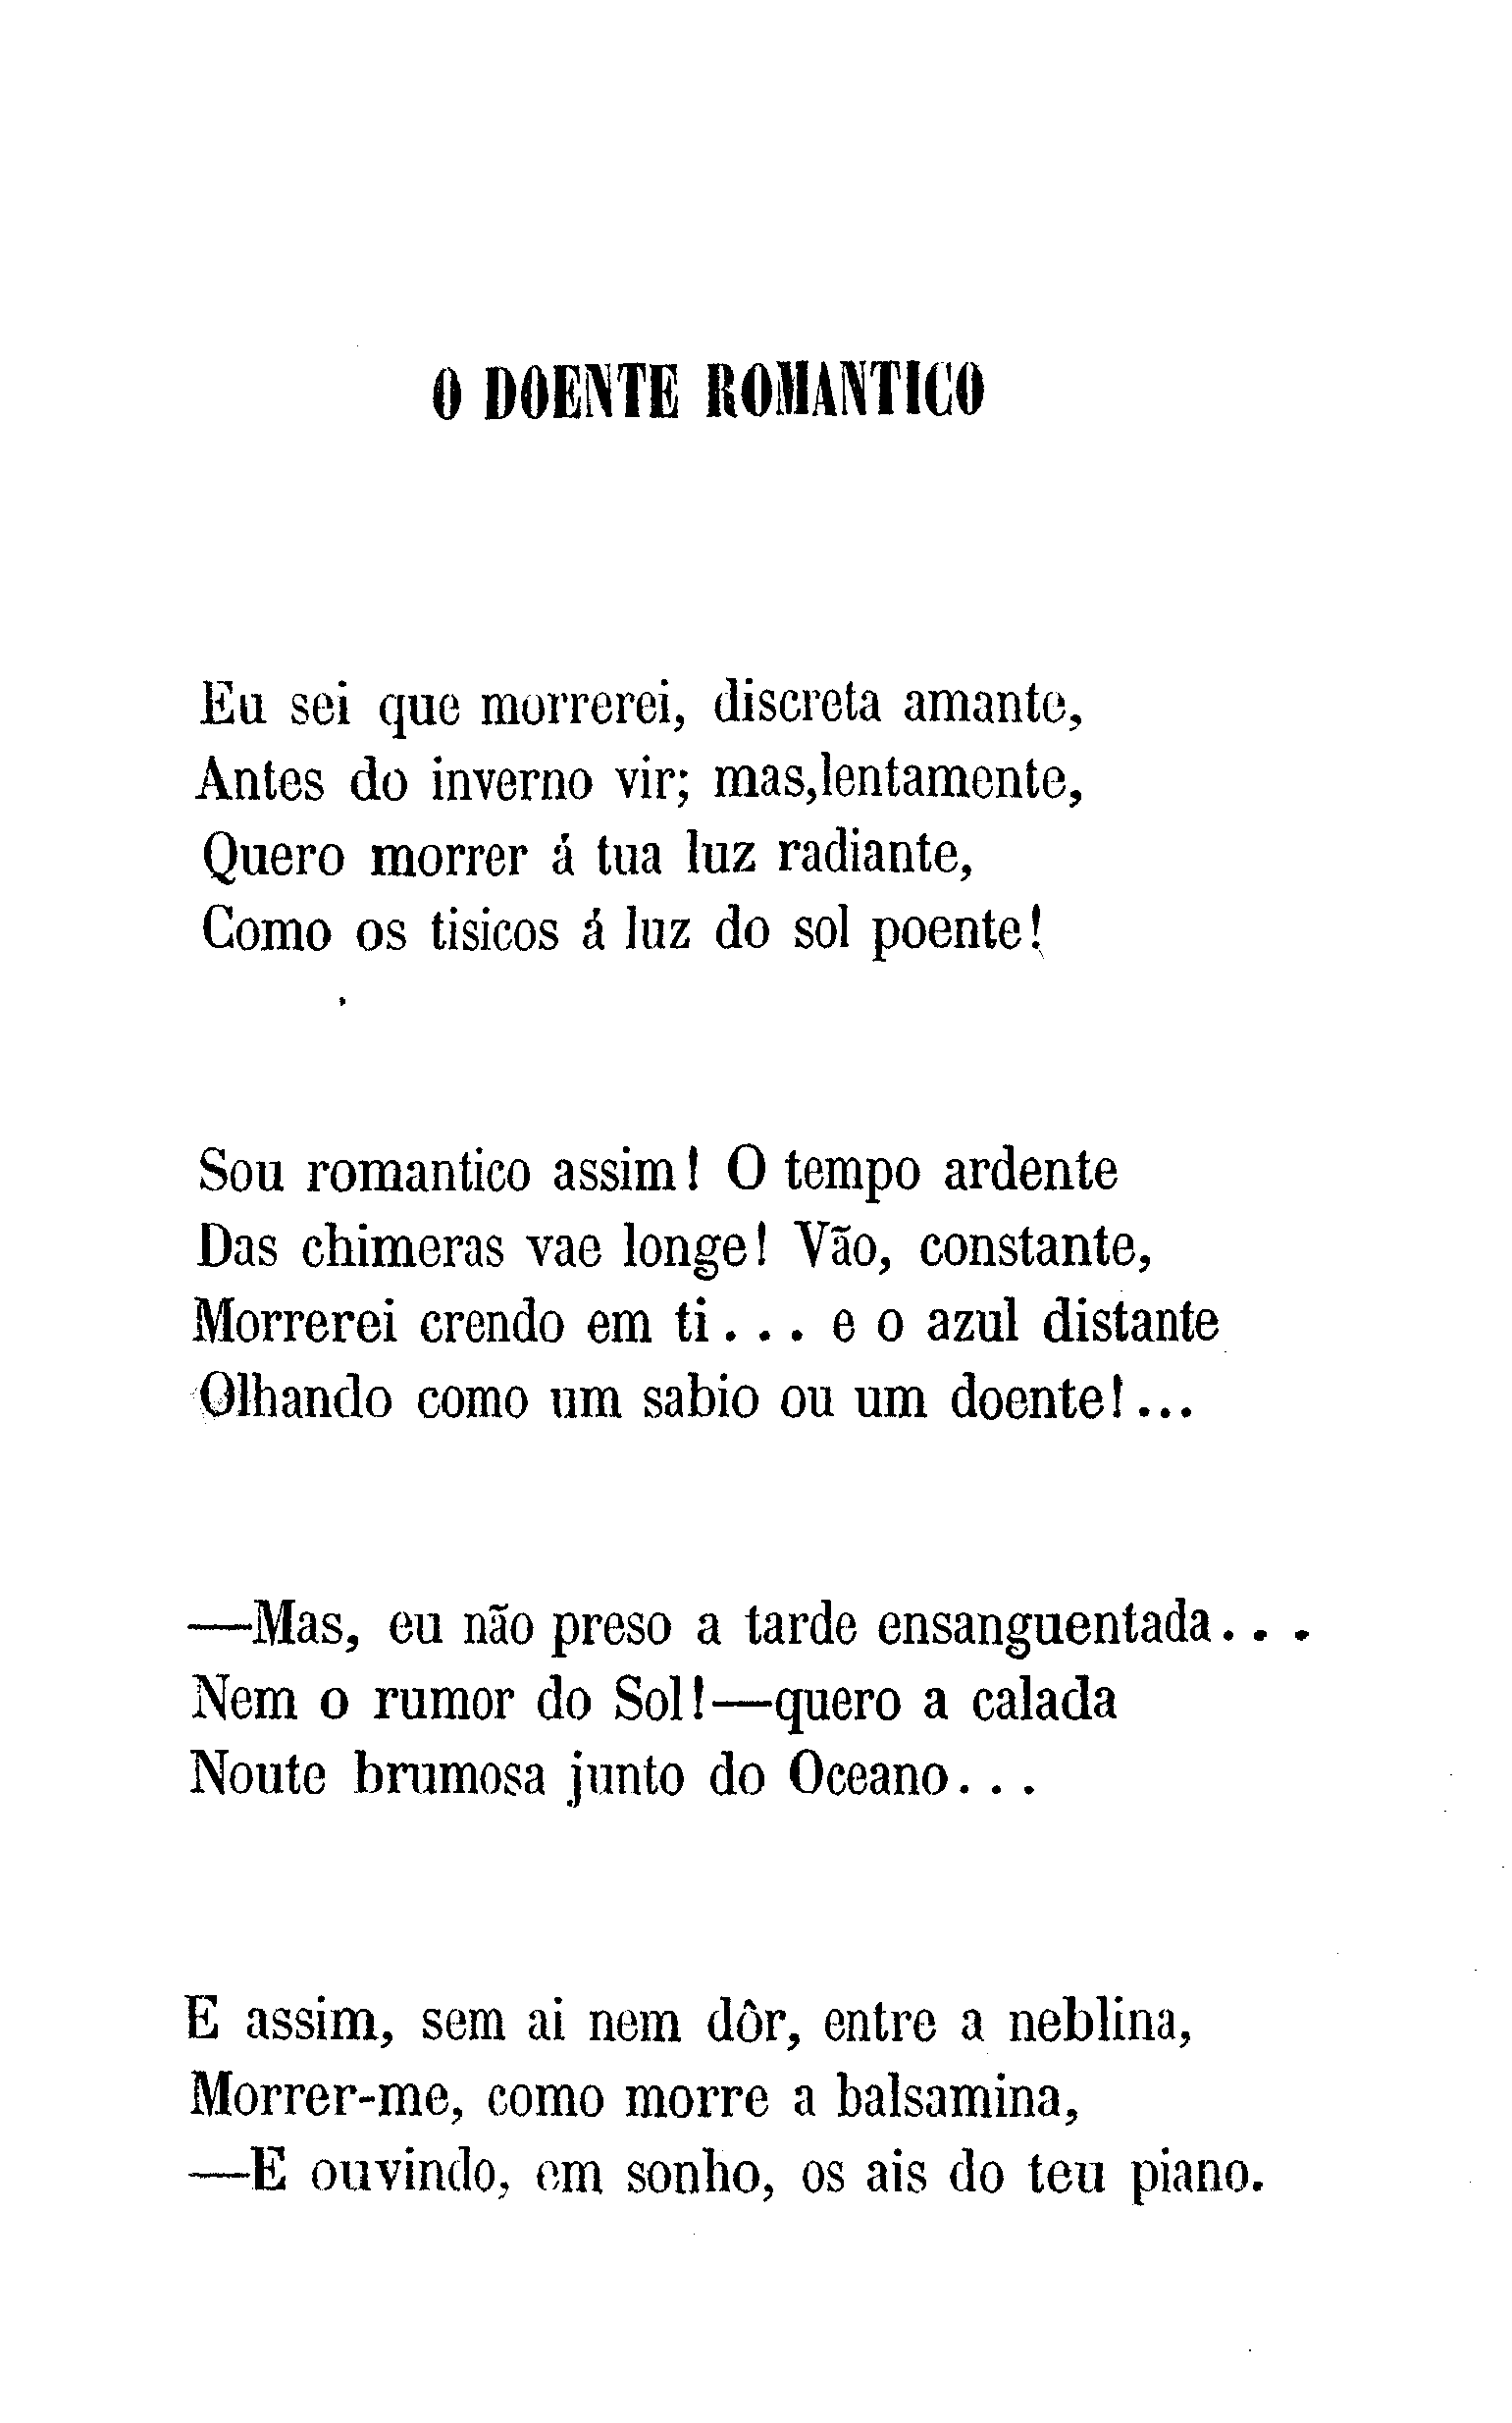 O DOENTE ROMANTICO
Eu sei que morrerei, discreta amante,
Antes do inverno vir; mas,lentamente,
Quero morrer á tua luz radiante,
Como os tisicos á luz do sol poente!
Sou romantico assim! O tempo ardente
Das chimeras vae longe! Vão, constante,
Morrerei crendo em ti... e o azul distante
Olhando como um sabio ou um doente!...
—Mas, eu não preso a tarde ensanguentada...
Nem o rumor do Sol!—quero a calada
Noute brumosa junto do Oceano...
E assim, sem ai nem dôr, entre a neblina,
Morrer-me, como morre a balsamina,
—E ouvindo, em sonho, os ais do teu piano.